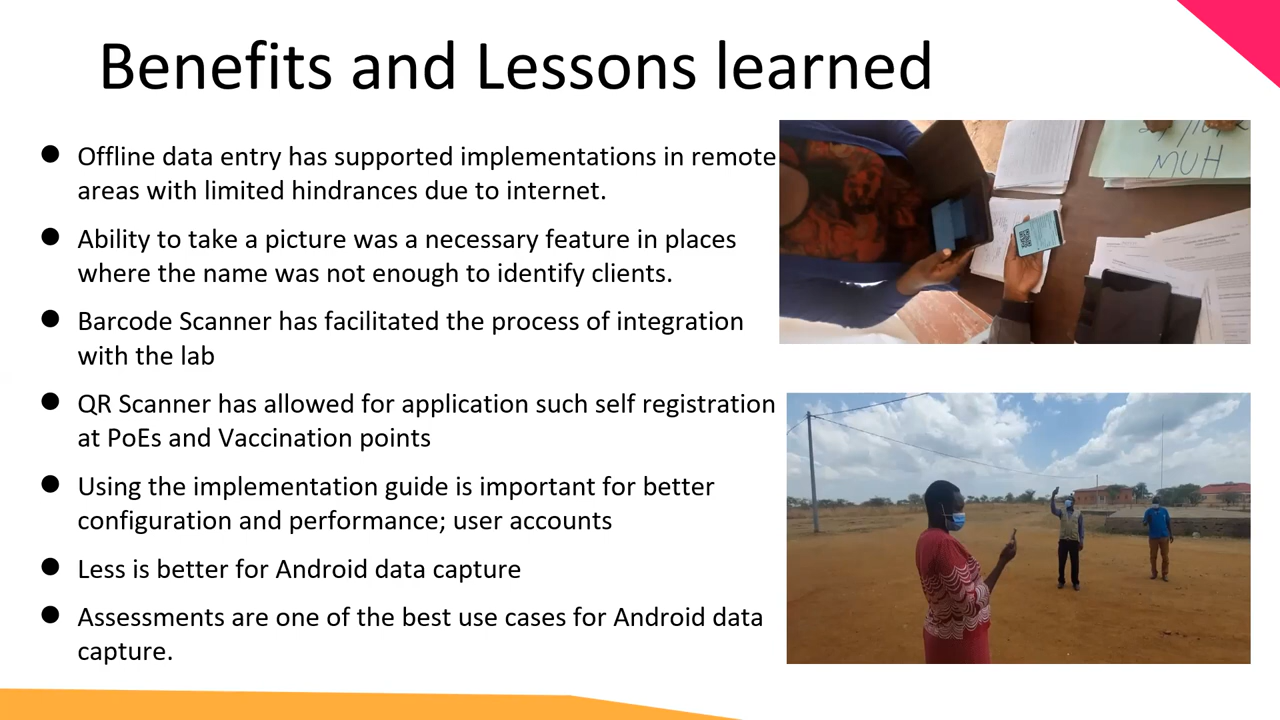 Benefits and Lessons learned
● Offline data entry has supported implementations in remote
areas with limited hindrances due to internet.
● Ability to take a picture was a necessary feature in places
where the name was not enough to identify clients.
● Barcode Scanner has facilitated the process of integration
with the lab
● QR Scanner has allowed for application such self registration
at PoEs and Vaccination points
● Using the implementation guide is important for better
configuration and performance; user accounts
● Less is better for Android data capture
● Assessments are one of the best use cases for Android data
capture.
MUH